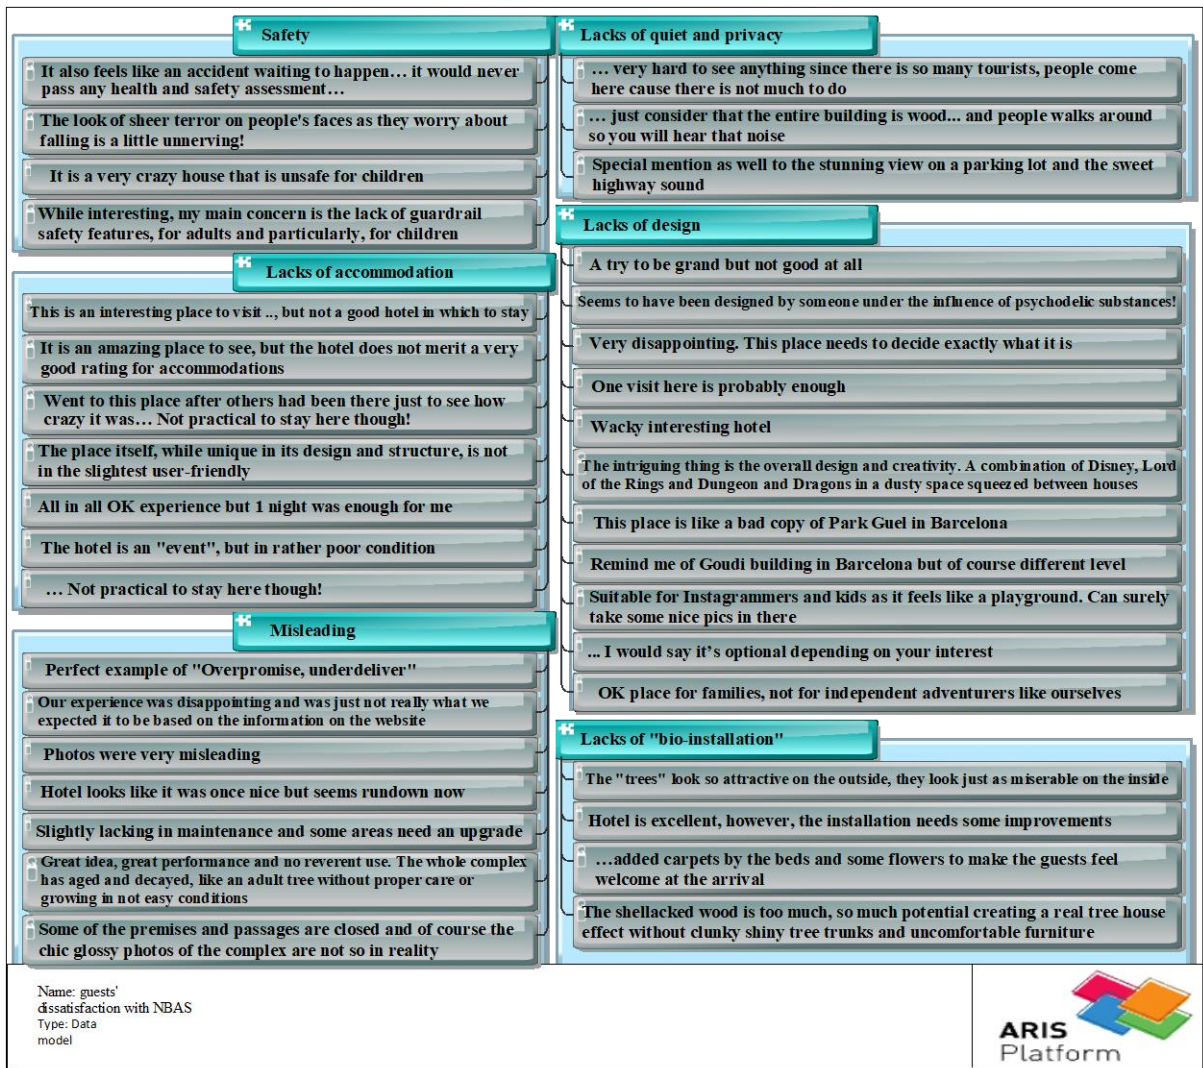 Safety
It also feels like an accident waiting to happen… it would never
pass any health and safety assessment…
The look of sheer terror on people's faces as they worry about
falling is a little unnerving!
It is a very crazy house that is unsafe for children
While interesting, my main concern is the lack of guardrail
safety features, for adults and particularly, for children
Lacks of accommodation
This is an interesting place to visit .., but not a good hotel in which to stay
It is an amazing place to see, but the hotel does not merit a very
good rating for accommodations
Went to this place after others had been there just to see how
crazy it was… Not practical to stay here though!
The place itself, while unique in its design and structure, is not
in the slightest user-friendly
All in all OK experience but 1 night was enough for me
The hotel is an "event", but in rather poor condition
… Not practical to stay here though!
Misleading
Perfect example of "Overpromise, underdeliver"
Our experience was disappointing and was just not really what we
expected it to be based on the information on the website
Photos were very misleading
Hotel looks like it was once nice but seems rundown now
Slightly lacking in maintenance and some areas need an upgrade
Great idea, great performance and no reverent use. The whole complex
has aged and decayed, like an adult tree without proper care or
growing in not easy conditions
Some of the premises and passages are closed and of course the
chic glossy photos of the complex are not so in reality
Lacks of quiet and privacy
… very hard to see anything since there is so many tourists, people come
here cause there is not much to do
… just consider that the entire building is wood... and people walks around
so you will hear that noise
Special mention as well to the stunning view on a parking lot and the sweet
highway sound
Lacks of design
A try to be grand but not good at all
Seems to have been designed by someone under the influence of psychodelic substances!
Very disappointing. This place needs to decide exactly what it is
One visit here is probably enough
Wacky interesting hotel
The intriguing thing is the overall design and creativity. A combination of Disney, Lord
of the Rings and Dungeon and Dragons in a dusty space squeezed between houses
This place is like a bad copy of Park Guel in Barcelona
Remind me of Goudi building in Barcelona but of course different level
Suitable for Instagrammers and kids as it feels like a playground. Can surely
take some nice pics in there
... I would say it’s optional depending on your interest
OK place for families, not for independent adventurers like ourselves
Lacks of "bio-installation"
The "trees" look so attractive on the outside, they look just as miserable on the inside
Hotel is excellent, however, the installation needs some improvements
…added carpets by the beds and some flowers to make the guests feel
welcome at the arrival
The shellacked wood is too much, so much potential creating a real tree house
effect without clunky shiny tree trunks and uncomfortable furniture
Name: guests'
dissatisfaction with NBAS
Type: Data
model
ARIS
Platform